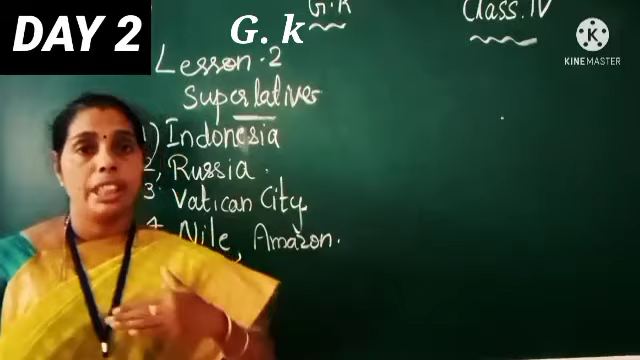 DAY 2
G. k
G.K
Class. IV
KINEMASTER
Lesson-2
Superlatives
1) Indonesia
2, Russia.
3 Vatican City
4 Nile, Amazon.